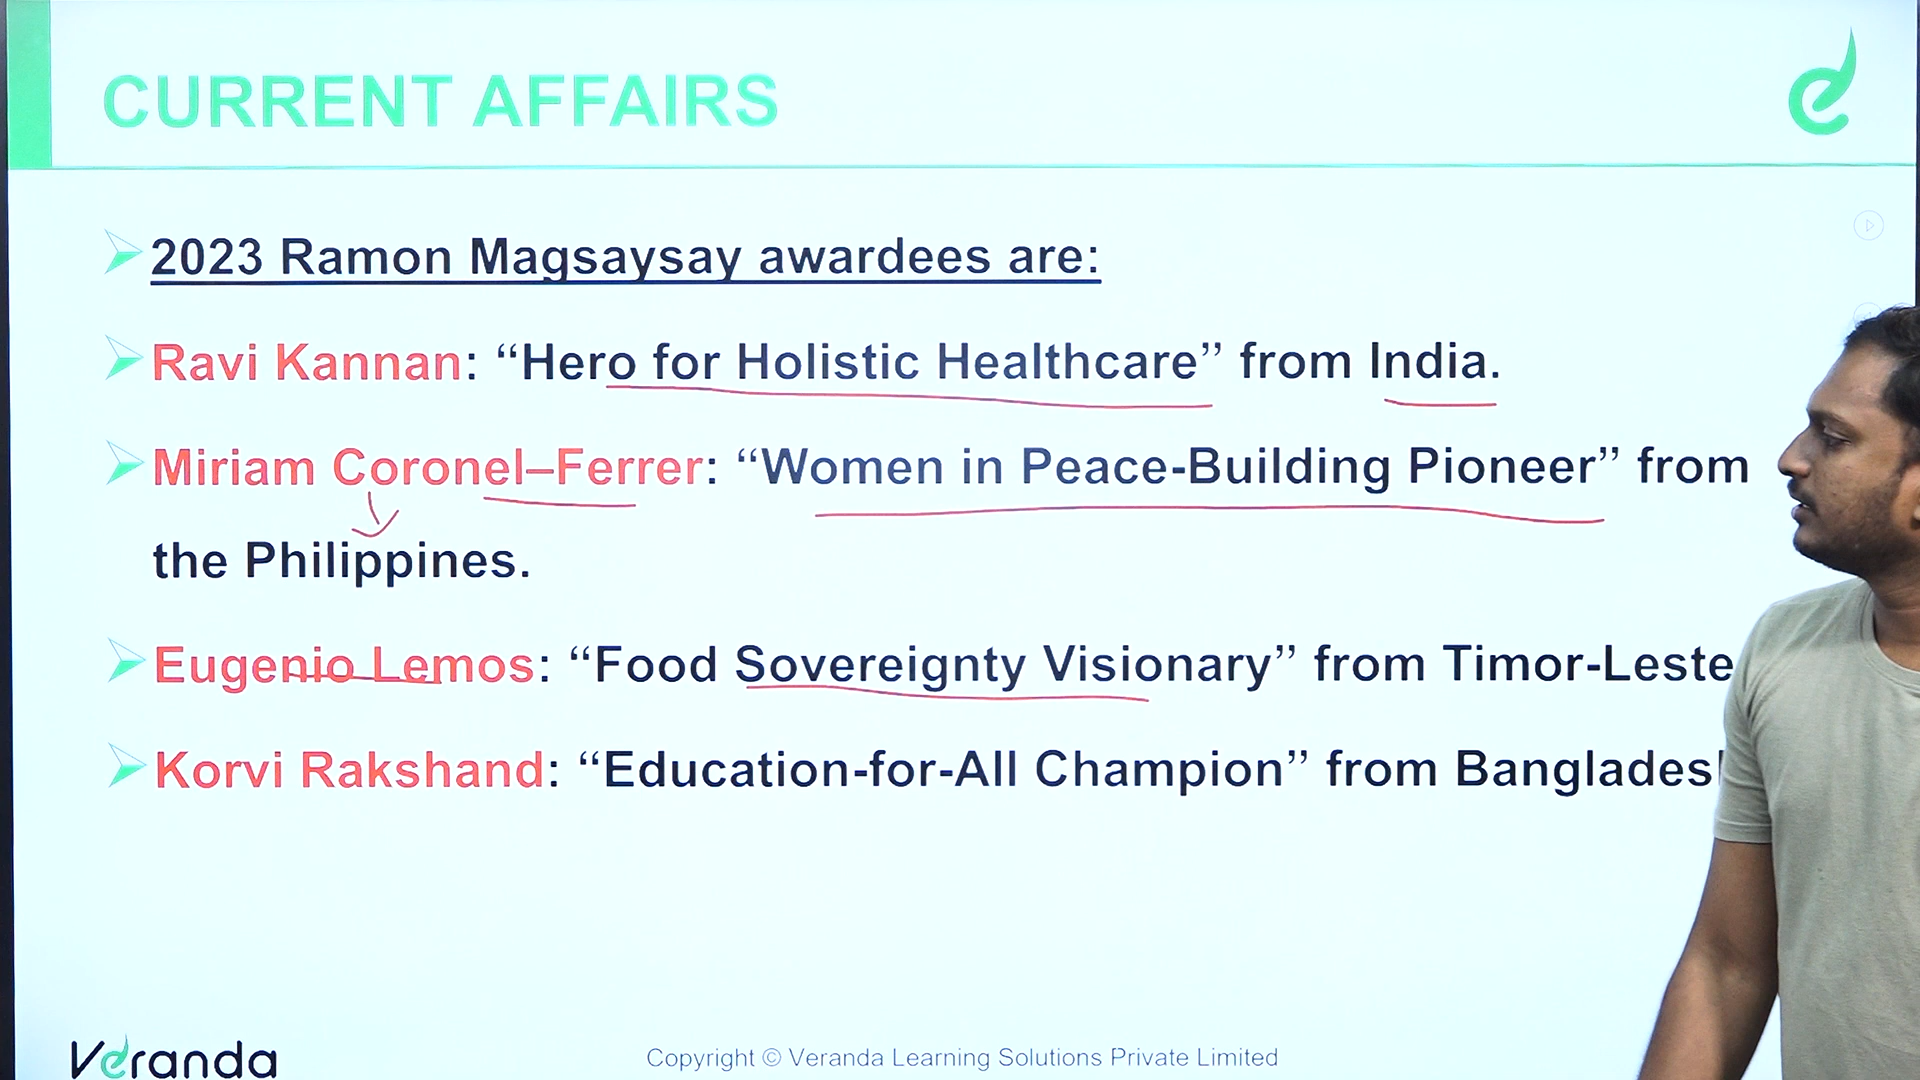 CURRENT AFFAIRS
2023 Ramon Magsaysay awardees are:
Ravi Kannan: “Hero for Holistic Healthcare” from India.
Miriam Coronel–Ferrer: “Women in Peace-Building Pioneer” from
the Philippines.
Eugenio Lemos: “Food Sovereignty Visionary” from Timor-Leste
Korvi Rakshand: “Education-for-All Champion” from Banglades
Veranda
Copyright © Veranda Learning Solutions Private Limited